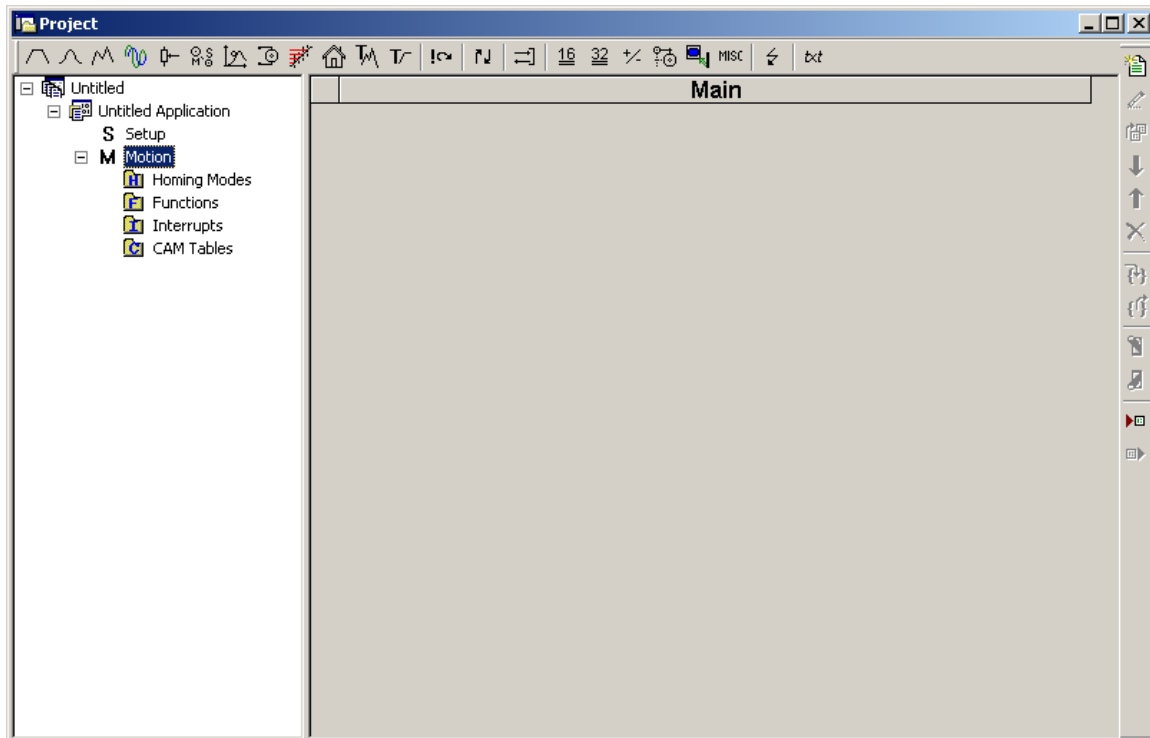 Project
16 32 +/- MISC txt
Untitled
Main
Untitled Application
S Setup
M Motion
H Homing Modes
F Functions
I Interrupts
C CAM Tables